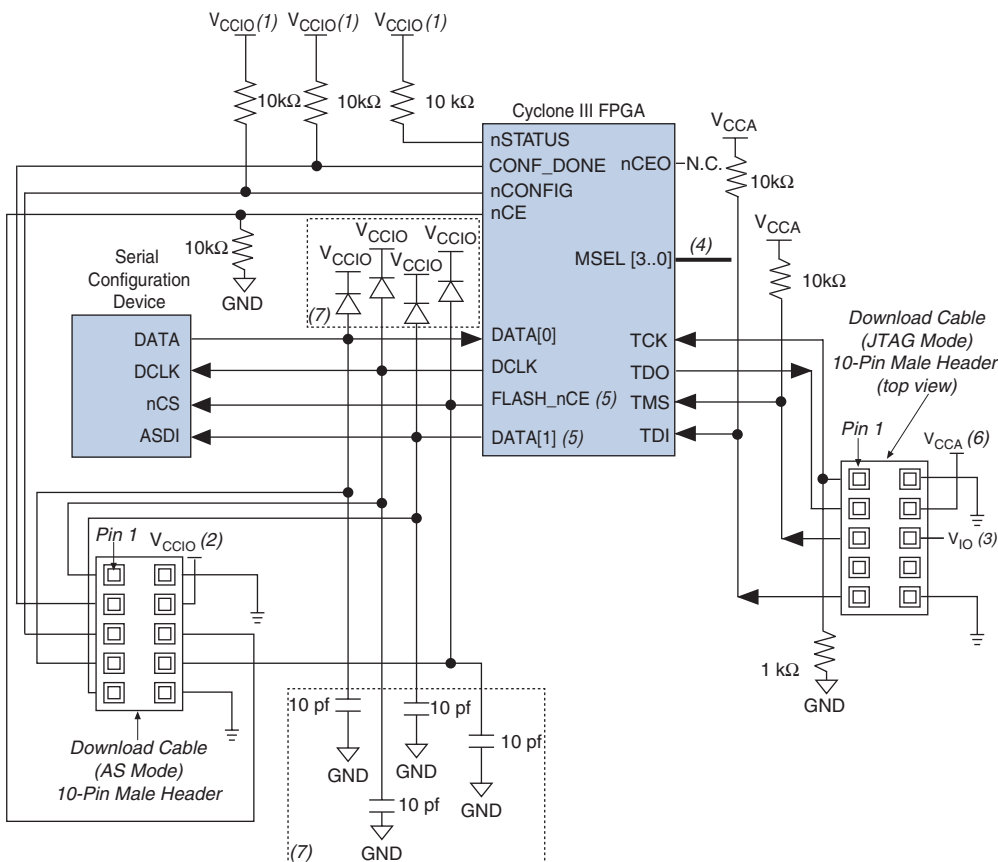 VCCIO (1) VCCIO (1) VCCIO (1)
10kΩ 10kΩ 10 kΩ
Cyclone III FPGA
nSTATUS
CONF_DONE
nCONFIG
nCE
nCEO N.C.
MSEL [3..0] (4)
VCCA
10kΩ
VCCA
10kΩ
10kΩ
GND
VCCIO
VCCIO
VCCIO
VCCIO
(7)
Serial
Configuration
Device
DATA
DCLK
nCS
ASDI
DATA[0]
DCLK
FLASH_nCE (5)
DATA[1] (5)
TCK
TDO
TMS
TDI
Download Cable
(JTAG Mode)
10-Pin Male Header
(top view)
Pin 1
VCCA (6)
VIO (3)
1 kΩ
GND
Pin 1
VCCIO (2)
Download Cable
(AS Mode)
10-Pin Male Header
10 pf
GND
10 pf
GND
10 pf
GND
10 pf
GND
(7)